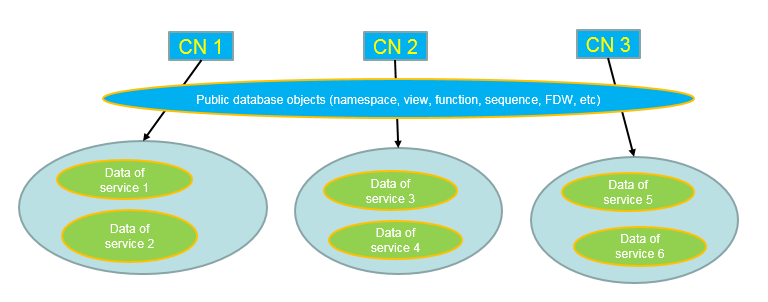 CN 1
CN 2
CN 3
Public database objects (namespace, view, function, sequence, FDW, etc)
Data of
service 1
Data of
service 2
Data of
service 3
Data of
service 4
Data of
service 5
Data of
service 6